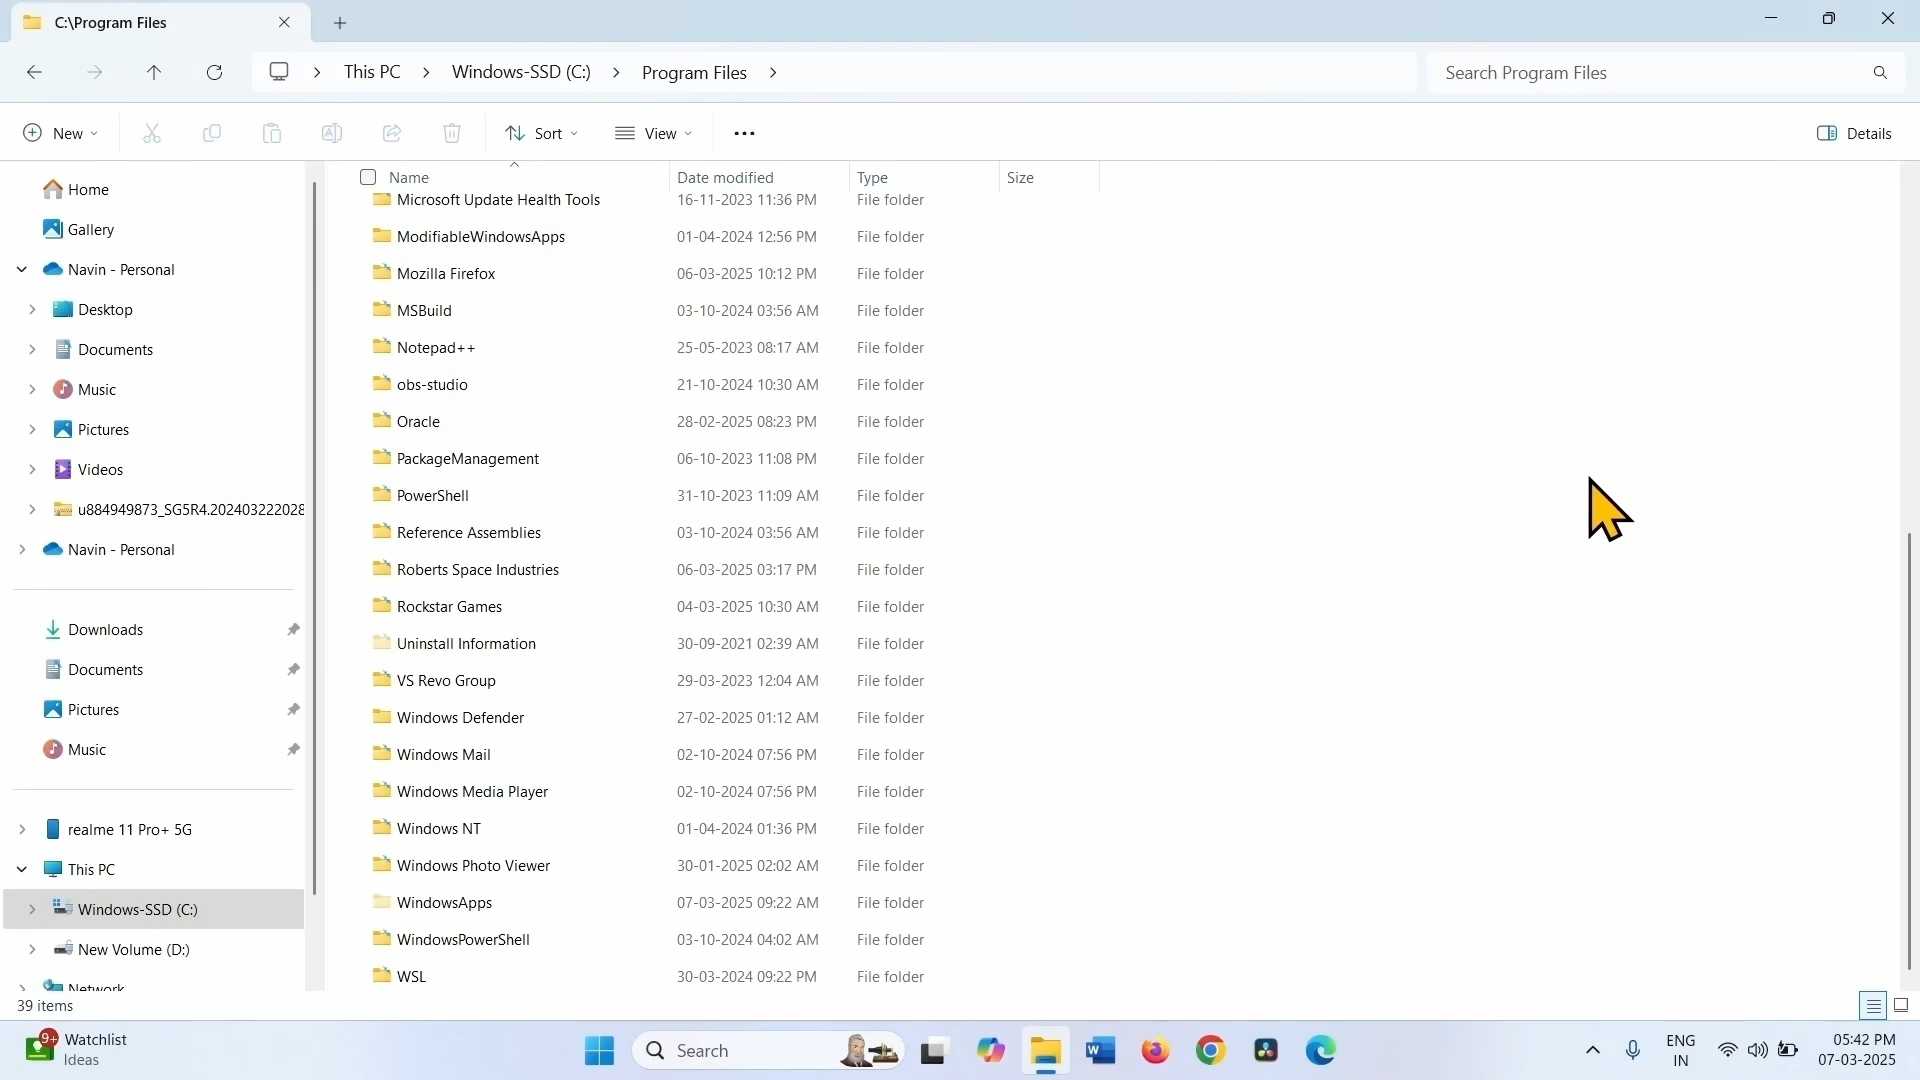 C:\Program Files
This PC
Windows-SSD (C:)
Program Files
Search Program Files
New
Sort
View
Details
Home
Gallery
Navin - Personal
Desktop
Documents
Music
Pictures
Videos
u884949873_SG5R4.202403222028
Navin - Personal
Downloads
Documents
Pictures
Music
realme 11 Pro+ 5G
This PC
Windows-SSD (C:)
New Volume (D:)
Network
Name Date modified Type Size
Microsoft Update Health Tools 16-11-2023 11:36 PM File folder
ModifiableWindowsApps 01-04-2024 12:56 PM File folder
Mozilla Firefox 06-03-2025 10:12 PM File folder
MSBuild 03-10-2024 03:56 AM File folder
Notepad++ 25-05-2023 08:17 AM File folder
obs-studio 21-10-2024 10:30 AM File folder
Oracle 28-02-2025 08:23 PM File folder
PackageManagement 06-10-2023 11:08 PM File folder
PowerShell 31-10-2023 11:09 AM File folder
Reference Assemblies 03-10-2024 03:56 AM File folder
Roberts Space Industries 06-03-2025 03:17 PM File folder
Rockstar Games 04-03-2025 10:30 AM File folder
Uninstall Information 30-09-2021 02:39 AM File folder
VS Revo Group 29-03-2023 12:04 AM File folder
Windows Defender 27-02-2025 01:12 AM File folder
Windows Mail 02-10-2024 07:56 PM File folder
Windows Media Player 02-10-2024 07:56 PM File folder
Windows NT 01-04-2024 01:36 PM File folder
Windows Photo Viewer 30-01-2025 02:02 AM File folder
WindowsApps 07-03-2025 09:22 AM File folder
WindowsPowerShell 03-10-2024 04:02 AM File folder
WSL 30-03-2024 09:22 PM File folder
39 items
9+
Watchlist
Ideas
Search
ENG
IN
05:42 PM
07-03-2025